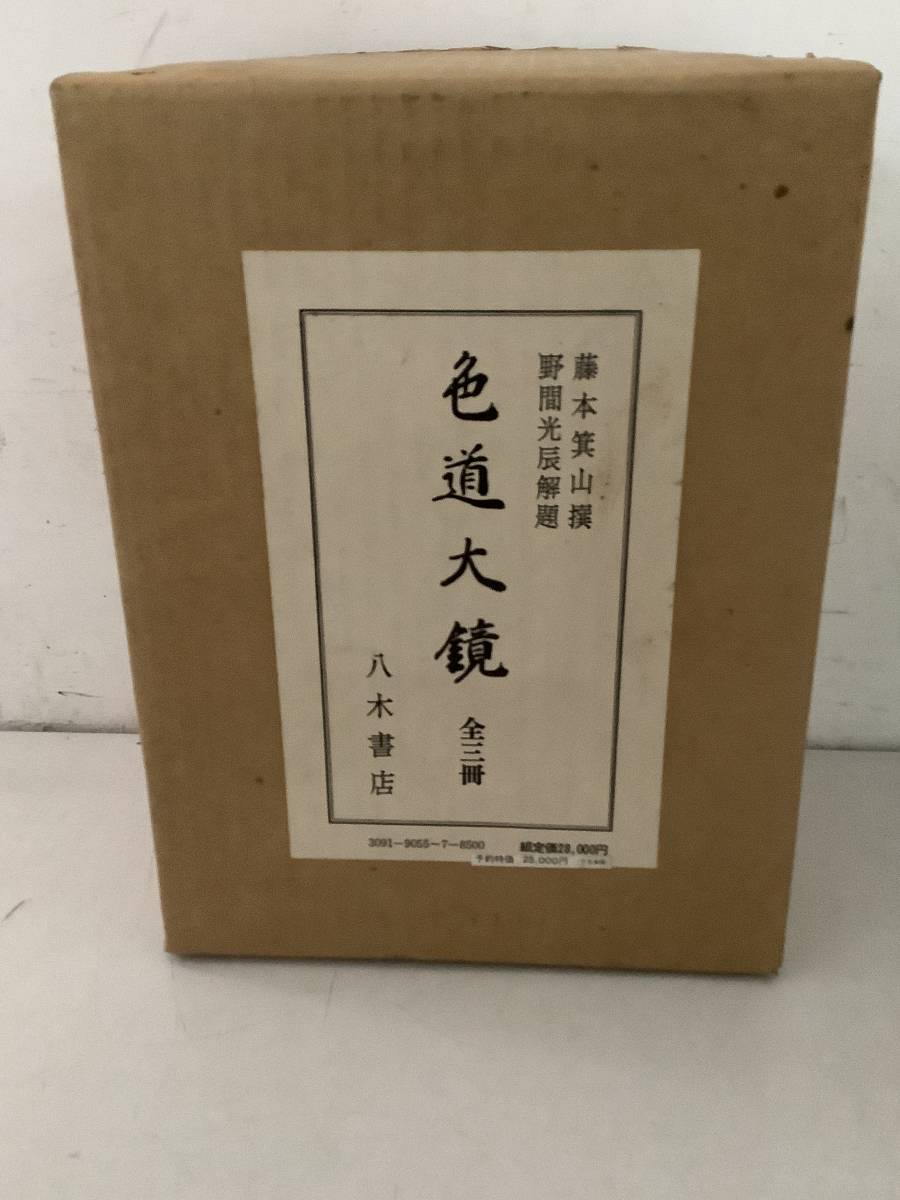 藤本箕山撰
野間光辰解題
色道大鏡 全三冊
八木書店
3091-9055-7-8500 組定価28,000円
予約特価 25,000円